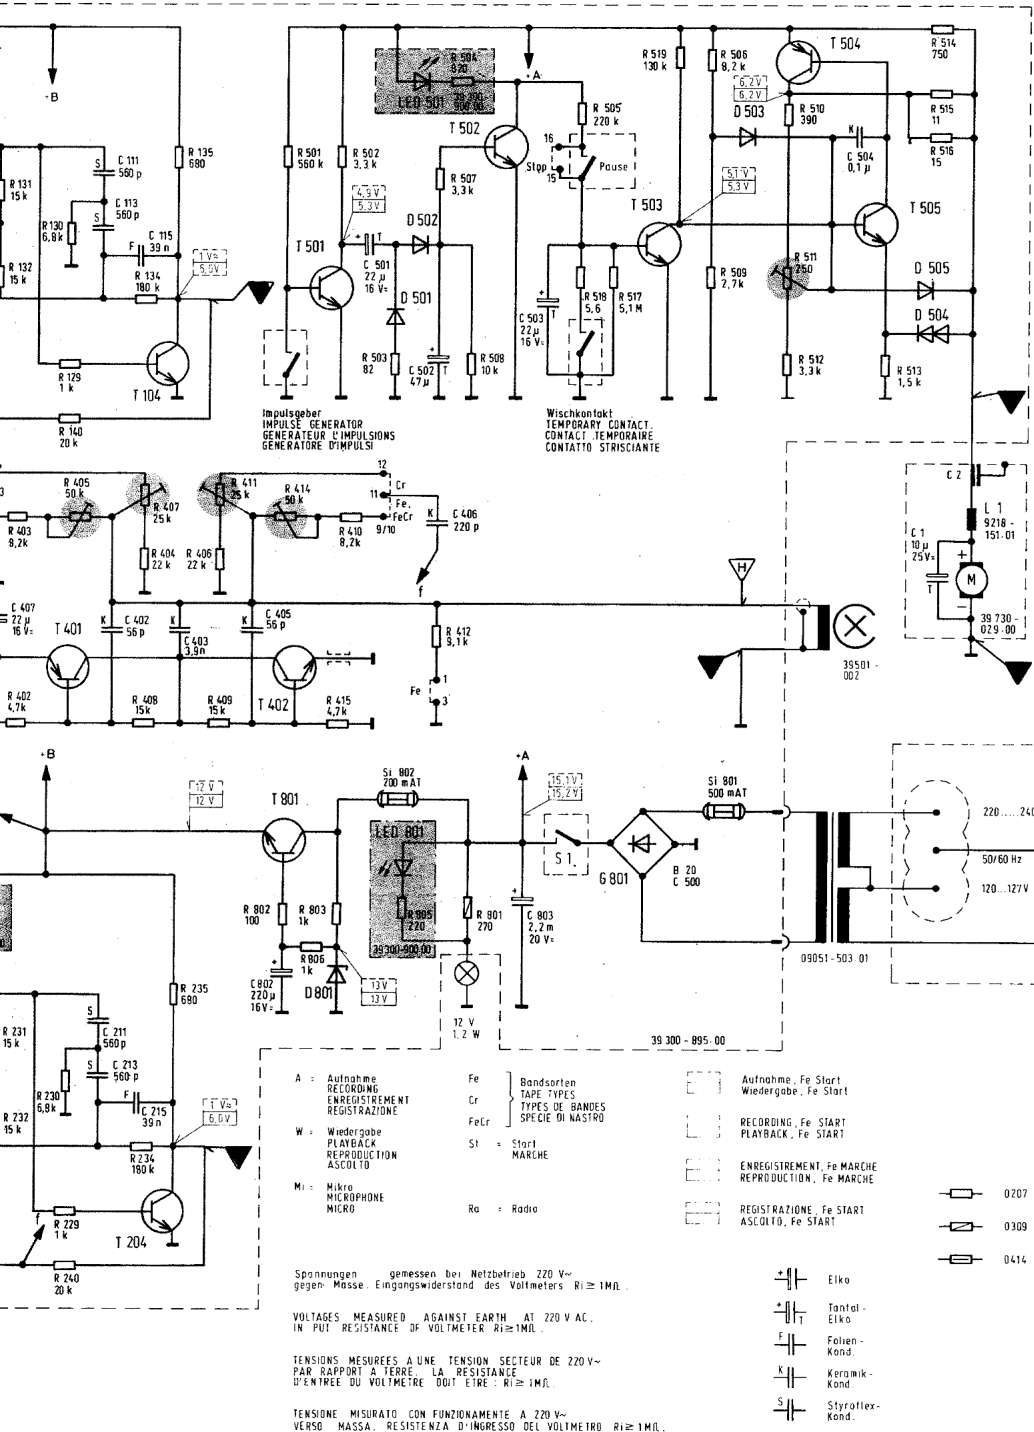 +B
R 135
680
C 111
560 p
C 113
560 p
R 131
15 k
R 130
6,8 k
C 115
39 n
R 132
15 k
R 134
180 k
R 129
1 k
T 104
R 140
20 k
R 501
560 k
R 502
3,3 k
LED 501
R 504
820
+A
T 502
R 507
3,3 k
4,9 V
5,3 V
D 502
T 501
C 501
22 µ
16 V=
D 501
R 503
82
C 502
47 µ
R 508
10 k
R 505
220 k
16
Stop
15
Pause
T 503
R 518
5,6
R 517
5,1 M
C 503
22 µ
16 V=
R 519
130 k
R 506
8,2 k
6,2 V
6,2 V
D 503
T 504
R 510
390
R 514
750
R 515
11
R 516
15
K
C 504
0,1 µ
5,1 V
5,3 V
T 505
R 509
2,7 k
R 511
250
D 505
D 504
R 512
3,3 k
R 513
1,5 k
Impulsgeber
IMPULSE GENERATOR
GENERATEUR L'IMPULSIONS
GENERATORE D'IMPULSI
Wischkontakt
TEMPORARY CONTACT.
CONTACT TEMPORAIRE
CONTATTO STRISCIANTE
R 405
50 k
R 407
25 k
R 403
8,2k
R 404
22 k
R 406
22 k
R 411
25 k
R 414
50 k
R 410
8,2k
12
Cr
11
Fe.
FeCr
9/10
K
C 406
220 p
f
C 407
22 µ
16 V=
T 401
C 402
56 p
C 403
3,9n
C 405
56 p
R 402
4,7k
R 408
15k
R 409
15k
T 402
R 415
4,7k
R 412
9,1k
Fe
1
3
H
39501 -
002
C 2
L 1
9218 -
151.01
C 1
10 µ
25V=
M
39 730 -
029.00
+B
12 V
12 V
T 801
Si 802
200 mAT
LED 801
R 805
220
39300-900.00
R 802
100
R 803
1k
R 806
1k
C 802
220 µ
16V=
D 801
13 V
13 V
R 801
270
12 V
1,2 W
+A
15,1 V
15,2 V
S 1
C 803
2,2 m
20 V=
G 801
B 20
C 500
Si 801
500 mAT
09051 - 503.01
220.....240
50/60 Hz
120...127V
39 300 - 895.00
R 235
680
C 211
560p
R 231
15 k
C 213
560 p
R 230
6,8k
R 232
15 k
C 215
39n
1 V≈
6,0V
R 234
180 k
R 229
1 k
T 204
f
R 240
20 k
A = Aufnahme
RECORDING
ENREGISTREMENT
REGISTRAZIONE
W = Wiedergabe
PLAYBACK
REPRODUCTION
ASCOLTO
Mi = Mikro
MICROPHONE
MICRO
Fe
Cr
FeCr
Bandsorten
TAPE TYPES
TYPES DE BANDES
SPECIE DI NASTRO
St = Start
MARCHE
Ra = Radio
Aufnahme, Fe Start
Wiedergabe, Fe Start
RECORDING, Fe START
PLAYBACK, Fe START
ENREGISTREMENT, Fe MARCHE
REPRODUCTION, Fe MARCHE
REGISTRAZIONE, Fe START
ASCOLTO, Fe START
0207
0309
0414
Spannungen gemessen bei Netzbetrieb 220 V~
gegen Masse. Eingangswiderstand des Voltmeters Ri ≥ 1MΩ.
VOLTAGES MEASURED AGAINST EARTH AT 220 V AC.
IN PUT RESISTANCE OF VOLTMETER Ri≥1MΩ.
TENSIONS MESUREES A UNE TENSION SECTEUR DE 220 V~
PAR RAPPORT A TERRE. LA RESISTANCE
D'ENTREE DU VOLTMETRE DOIT ETRE : Ri ≥ 1MΩ.
TENSIONE MISURATO CON FUNZIONAMENTE A 220 V~
VERSO MASSA. RESISTENZA D'INGRESSO DEL VOLTMETRO Ri≥1MΩ.
Elko
T
Tantal-
Elko
F
Folien-
Kond.
K
Keramik-
Kond.
S
Styroflex-
Kond.